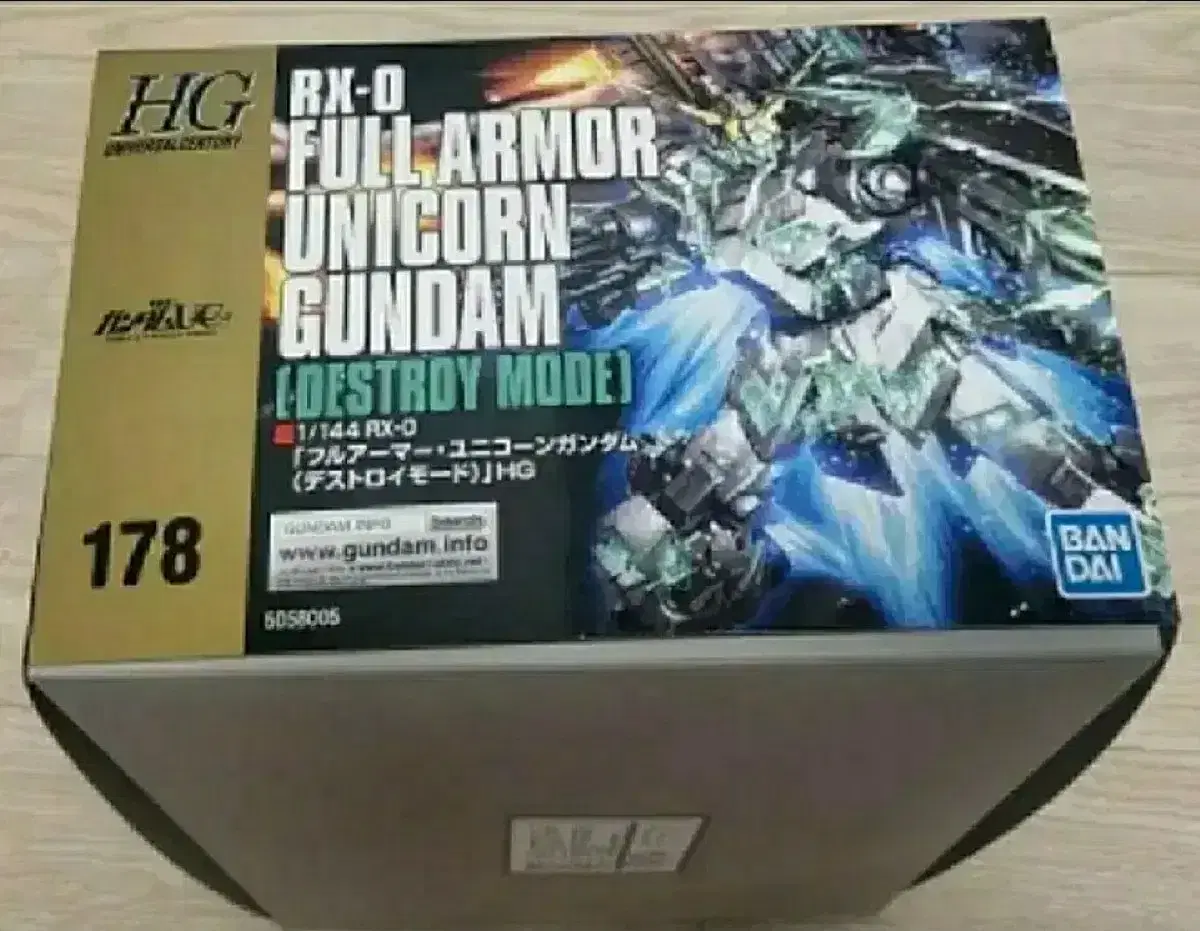 HG
UNIVERSAL CENTURY
RX-0
FULL ARMOR
UNICORN
GUNDAM
[DESTROY MODE]
1/144 RX-0
「フルアーマー・ユニコーンガンダム
(デストロイモード)」HG
178
GUNDAM INFO
www.gundam.info
5058005
BAN
DAI